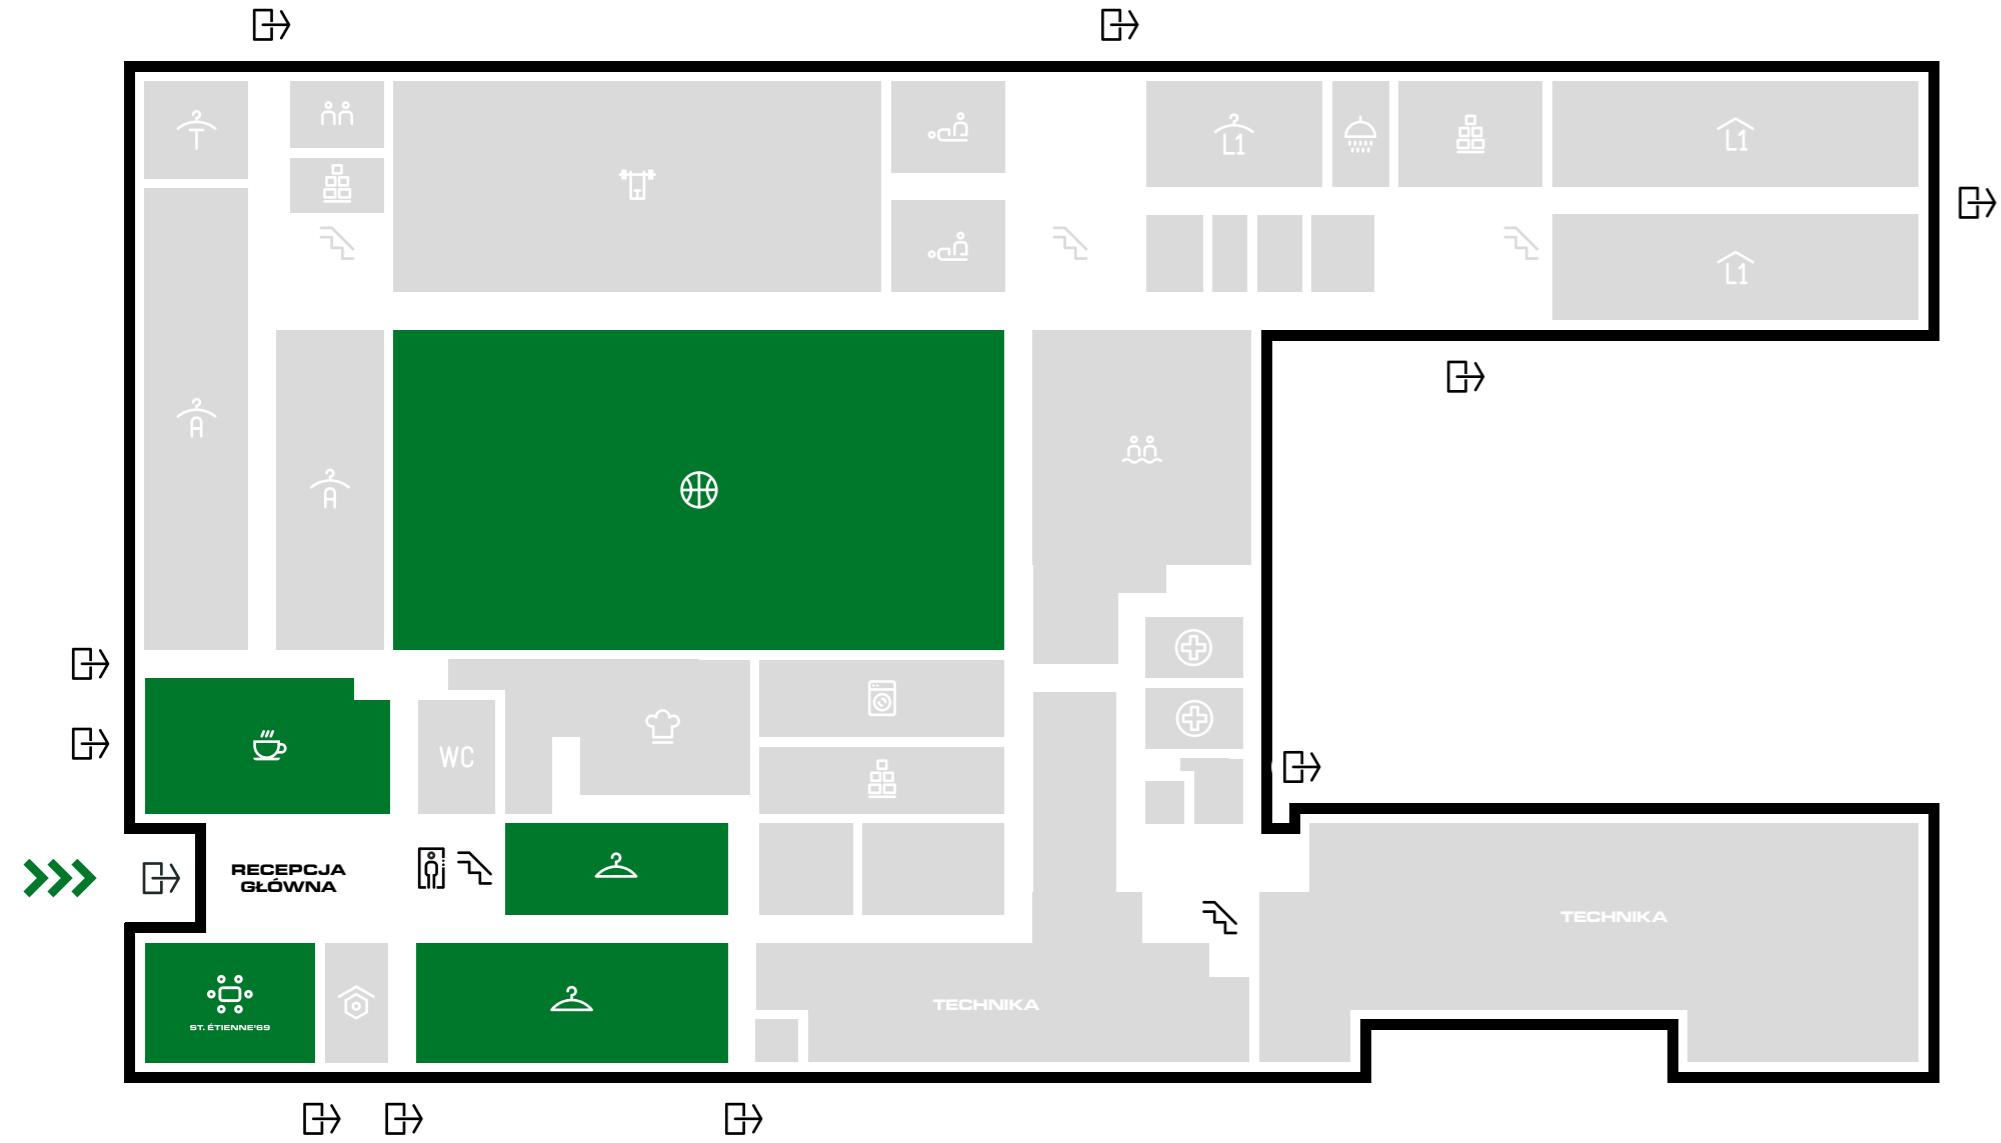 T
L1
L1
L1
A
A
WC
RECEPCJA
GŁÓWNA
TECHNIKA
TECHNIKA
ST. ÉTIENNE'69